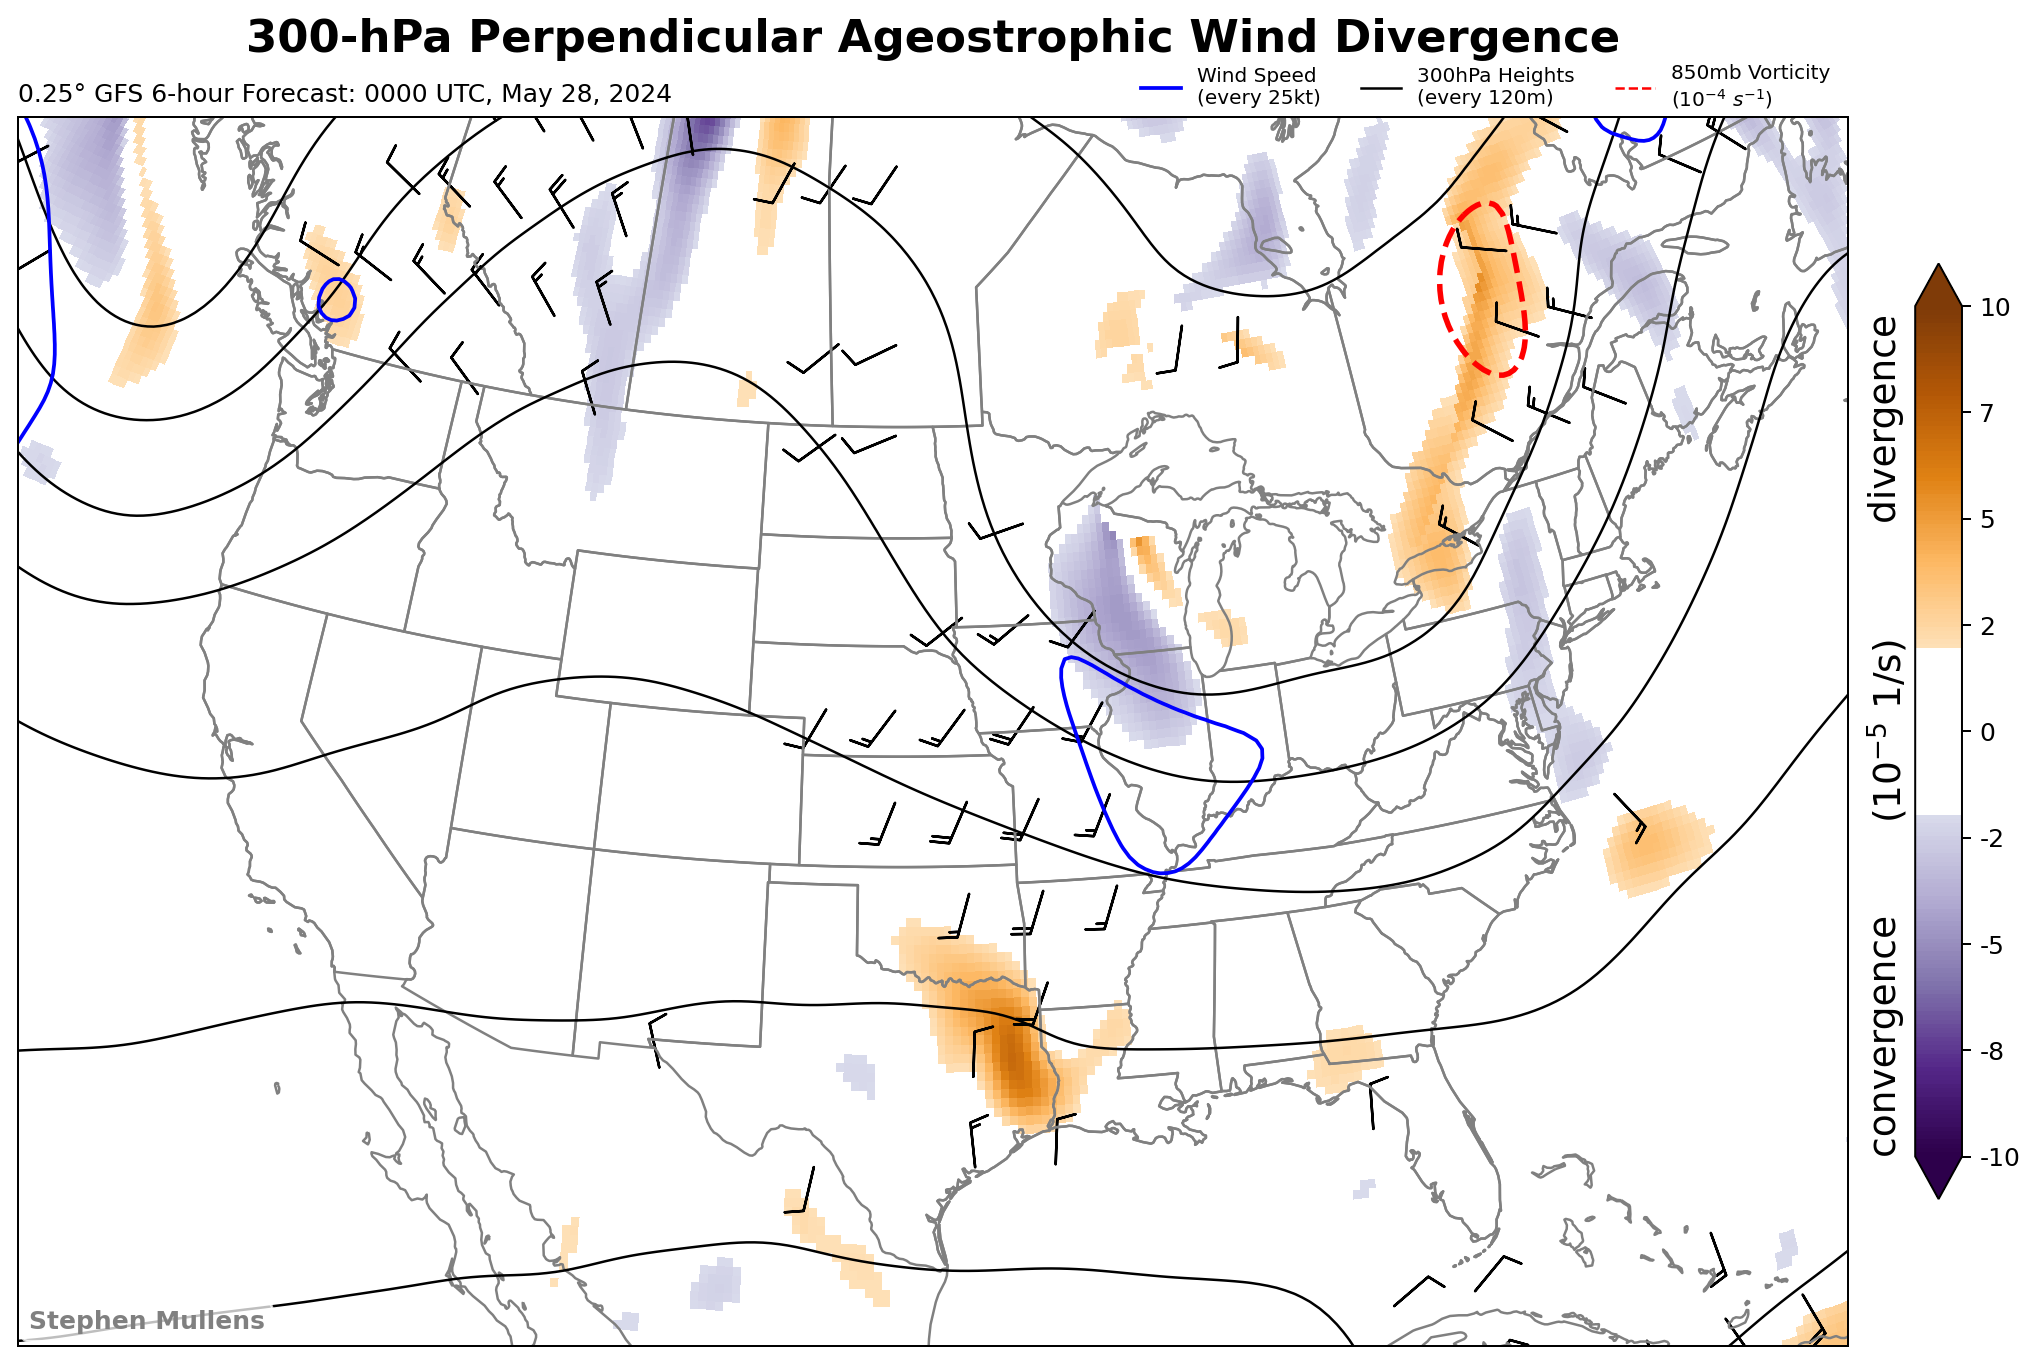 300-hPa Perpendicular Ageostrophic Wind Divergence
0.25° GFS 6-hour Forecast: 0000 UTC, May 28, 2024
Wind Speed
(every 25kt)
300hPa Heights
(every 120m)
850mb Vorticity
(10⁻⁴ s⁻¹)
10
7
5
2
0
-2
-5
-8
-10
convergence (10⁻⁵ 1/s) divergence
Stephen Mullens